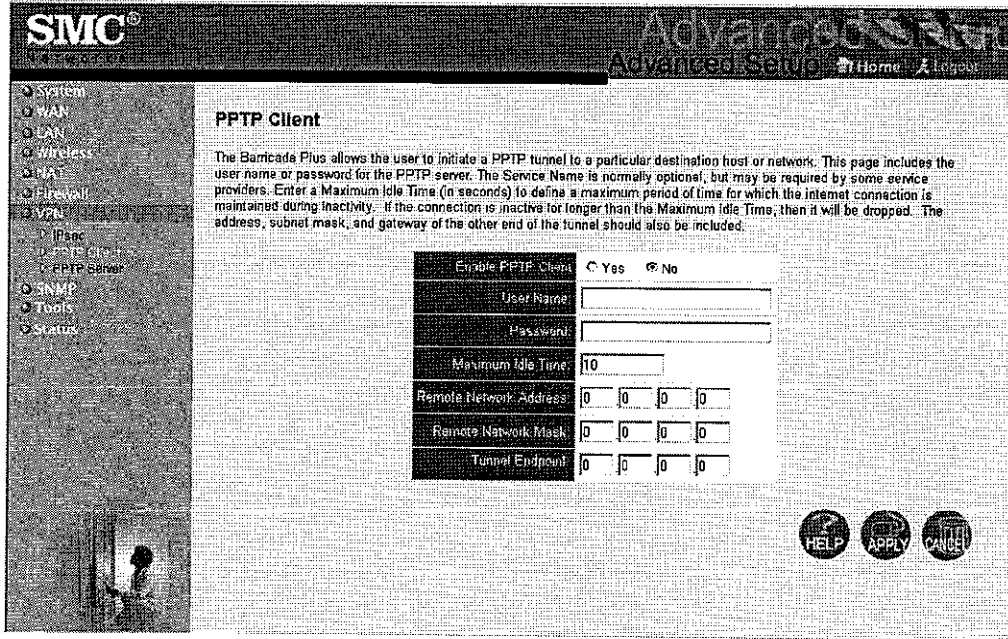 SMC®
Networks
Advanced Setup
Advanced Setup
Home Logout
System
WAN
LAN
Wireless
NAT
Firewall
VPN
IPsec
PPTP Server
SNMP
Tools
Status
PPTP Client
The Barricade Plus allows the user to initiate a PPTP tunnel to a particular destination host or network. This page includes the
user name or password for the PPTP server. The Service Name is normally optional, but may be required by some service
providers. Enter a Maximum Idle Time (in seconds) to define a maximum period of time for which the internet connection is
maintained during inactivity. If the connection is inactive for longer than the Maximum Idle Time, then it will be dropped. The
address, subnet mask, and gateway of the other end of the tunnel should also be included.
Enable PPTP Client Yes No
User Name:
Password:
Maximum Idle Time: 10
Remote Network Address: 0 .0 .0 .0
Remote Network Mask: 0 .0 .0 .0
Tunnel Endpoint: 0 .0 .0 .0
HELP APPLY CANCEL